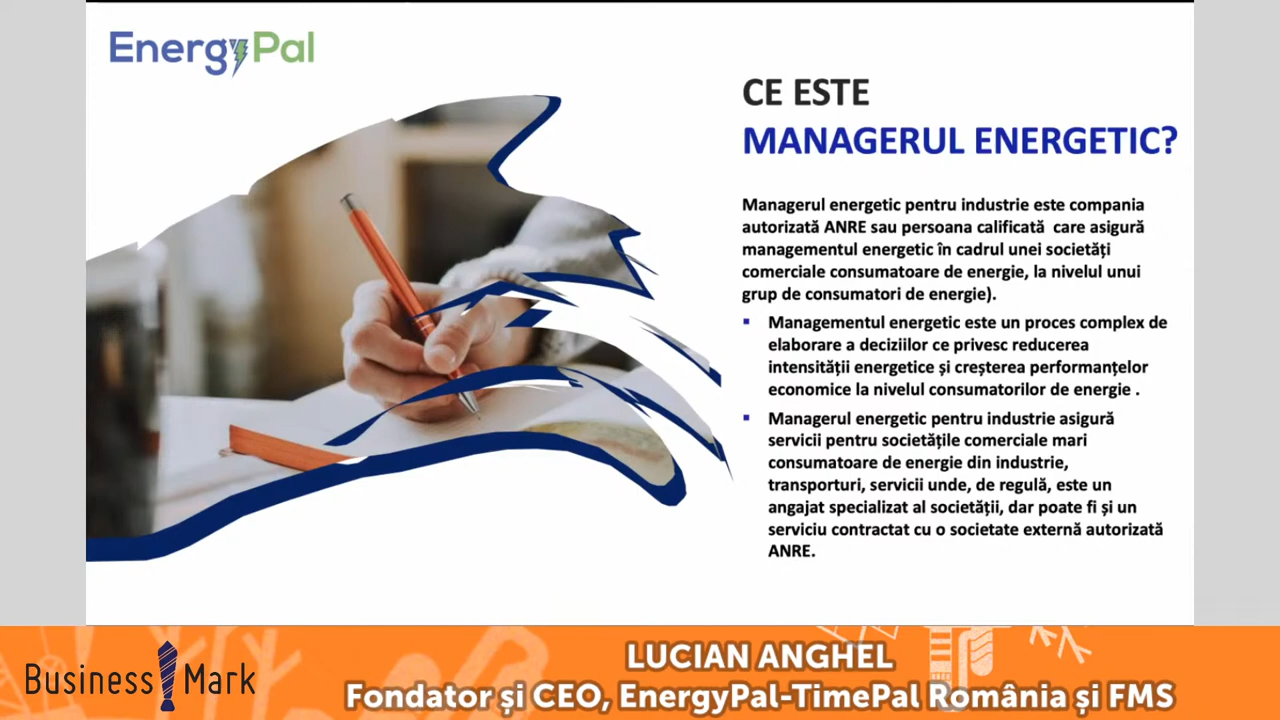 EnergyPal
CE ESTE
MANAGERUL ENERGETIC?
Managerul energetic pentru industrie este compania
autorizată ANRE sau persoana calificată care asigură
managementul energetic în cadrul unei societăți
comerciale consumatoare de energie, la nivelul unui
grup de consumatori de energie).
▪ Managementul energetic este un proces complex de
elaborare a deciziilor ce privesc reducerea
intensității energetice și creșterea performanțelor
economice la nivelul consumatorilor de energie .
▪ Managerul energetic pentru industrie asigură
servicii pentru societățile comerciale mari
consumatoare de energie din industrie,
transporturi, servicii unde, de regulă, este un
angajat specializat al societății, dar poate fi și un
serviciu contractat cu o societate externă autorizată
ANRE.
Business Mark
LUCIAN ANGHEL
Fondator și CEO, EnergyPal-TimePal România și FMS